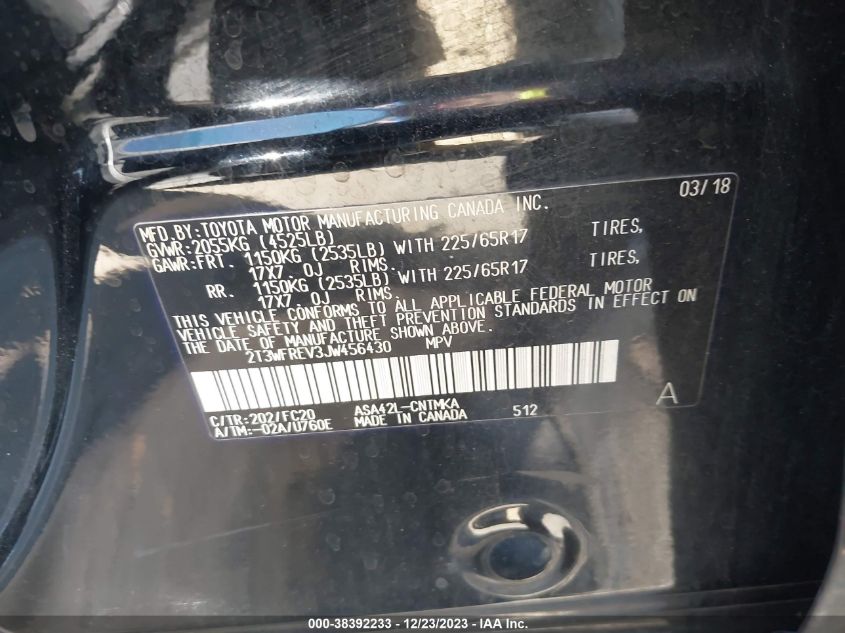 03/18
MFD.BY:TOYOTA MOTOR MANUFACTURING CANADA INC.
GVWR:2055KG (4525LB)
GAWR:FRT. 1150KG (2535LB) WITH 225/65R17 TIRES,
17X7.0J RIMS.
RR. 1150KG (2535LB) WITH 225/65R17 TIRES,
17X7.0J RIMS.
THIS VEHICLE CONFORMS TO ALL APPLICABLE FEDERAL MOTOR
VEHICLE SAFETY AND THEFT PREVENTION STANDARDS IN EFFECT ON
THE DATE OF MANUFACTURE SHOWN ABOVE.
2T3WFREV3JW456430 MPV
C/TR:202/FC20 ASA42L-CNTMKA 512 A
A/TM:-02A/U760E MADE IN CANADA
000-38392233 - 12/23/2023 - IAA Inc.